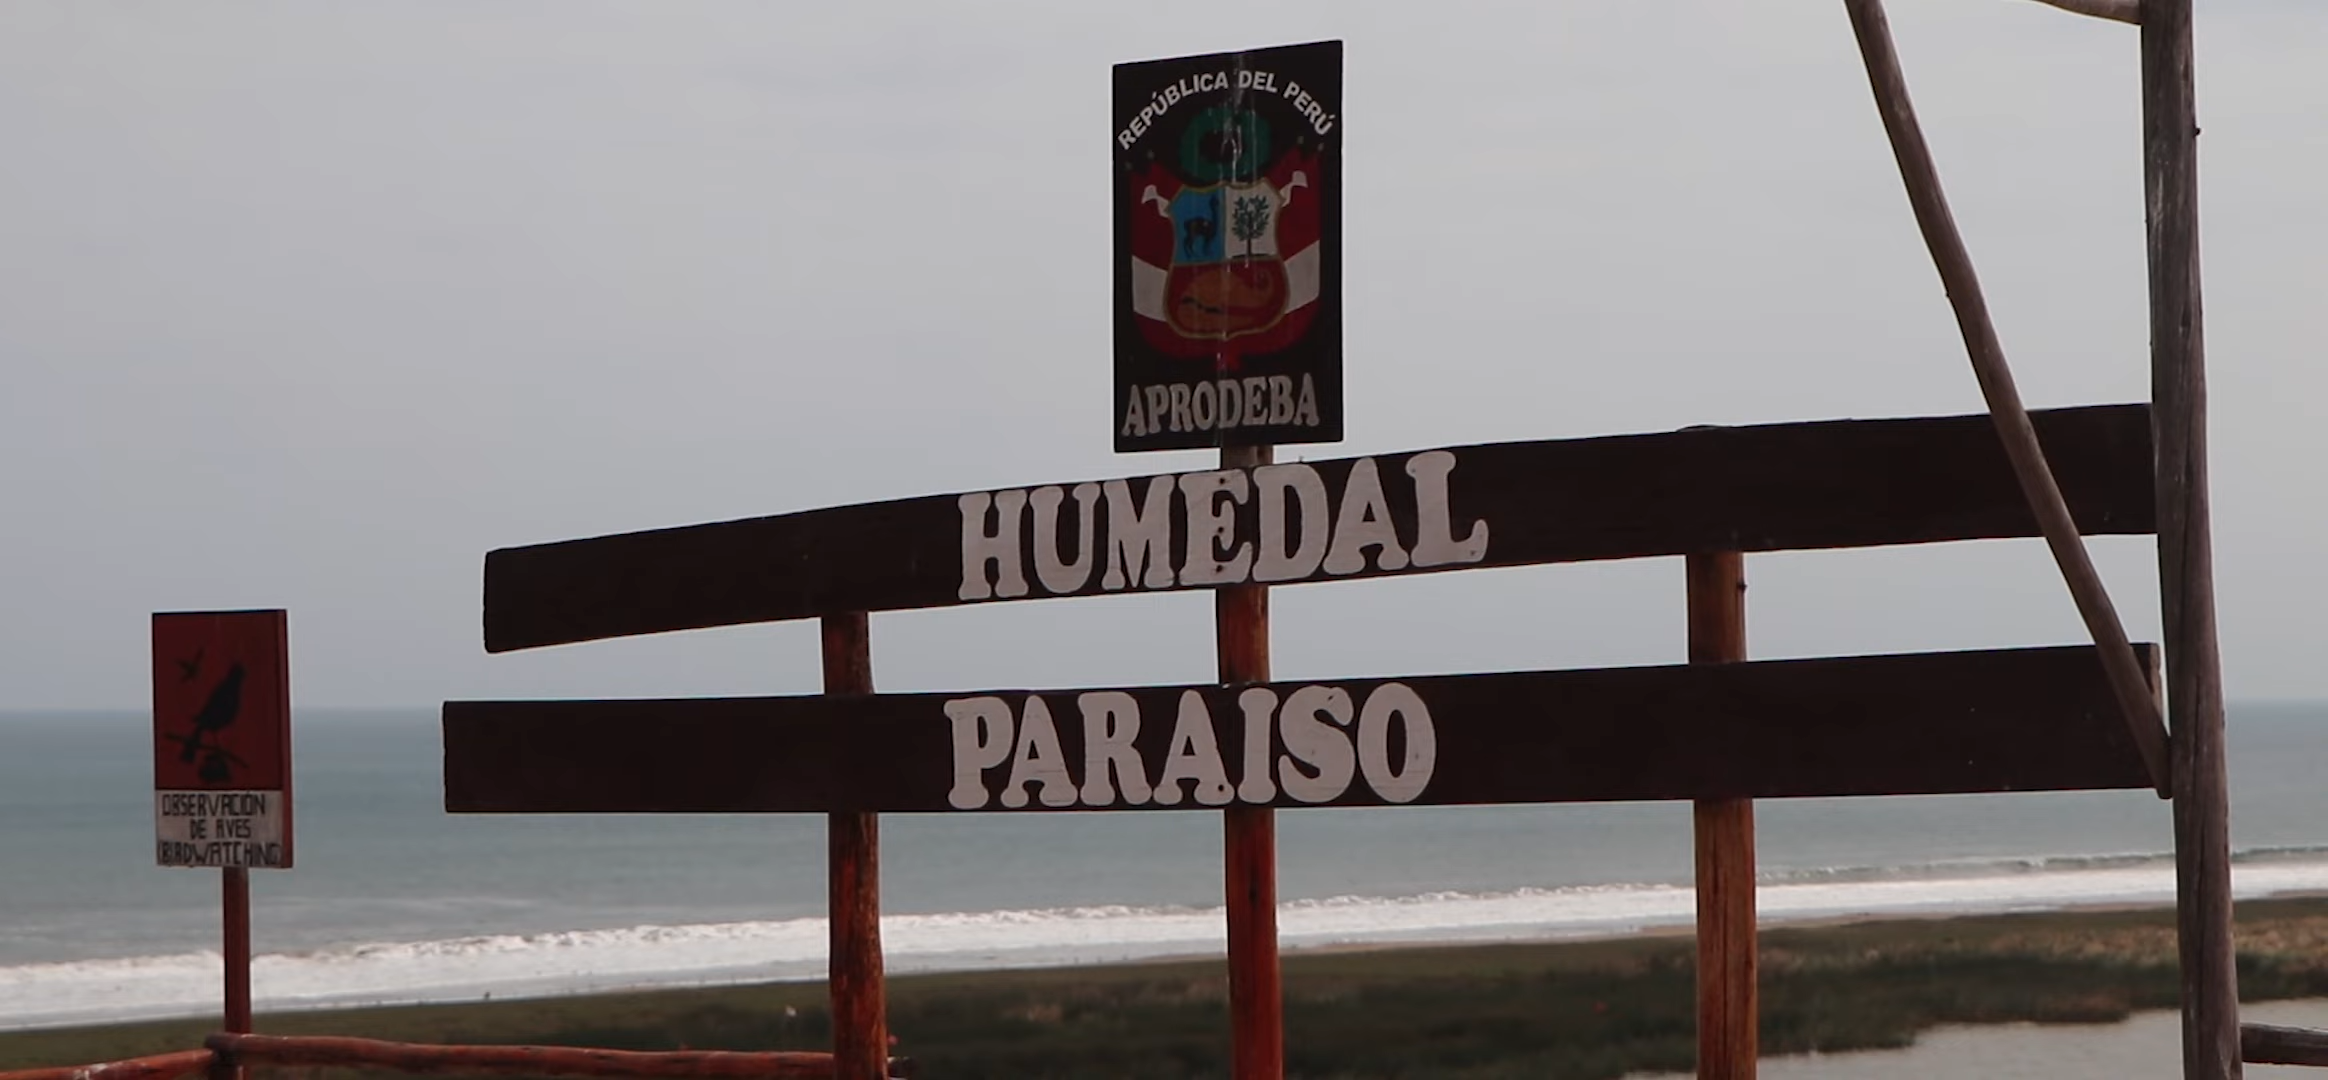 REPÚBLICA DEL PERÚ
APRODEBA
HUMEDAL
PARAISO
OBSERVACIÓN
DE AVES
(BIRDWATCHING)